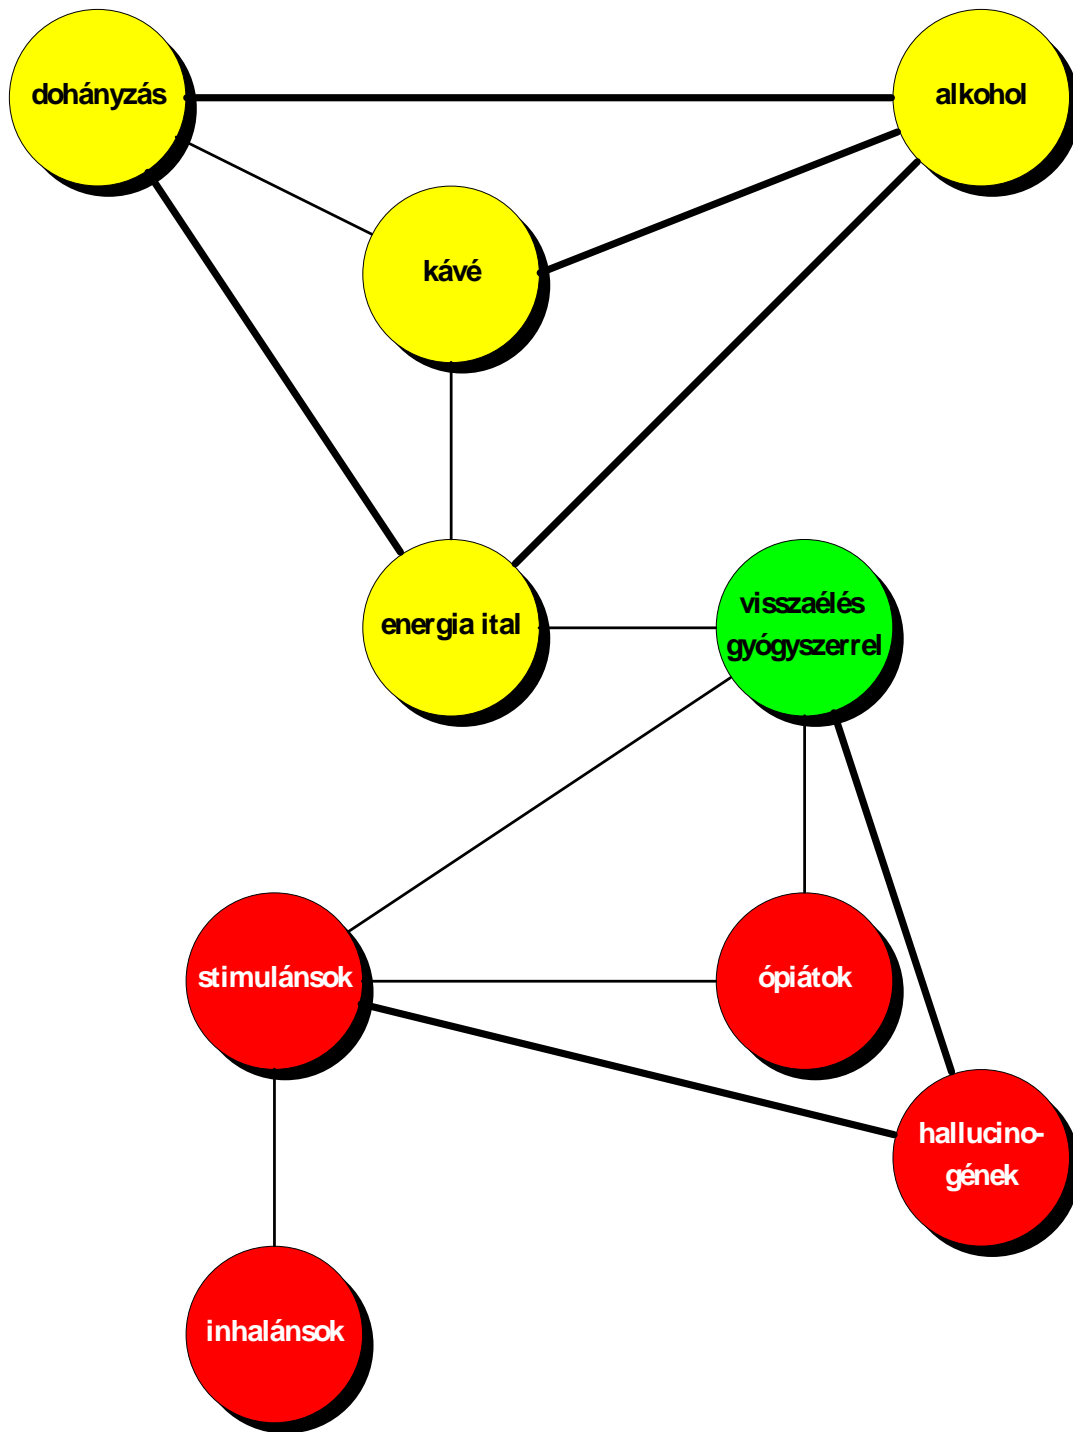 dohányzás
alkohol
kávé
energia ital
visszaélés
gyógyszerrel
stimulánsok
ópiátok
hallucino-
gének
inhalánsok